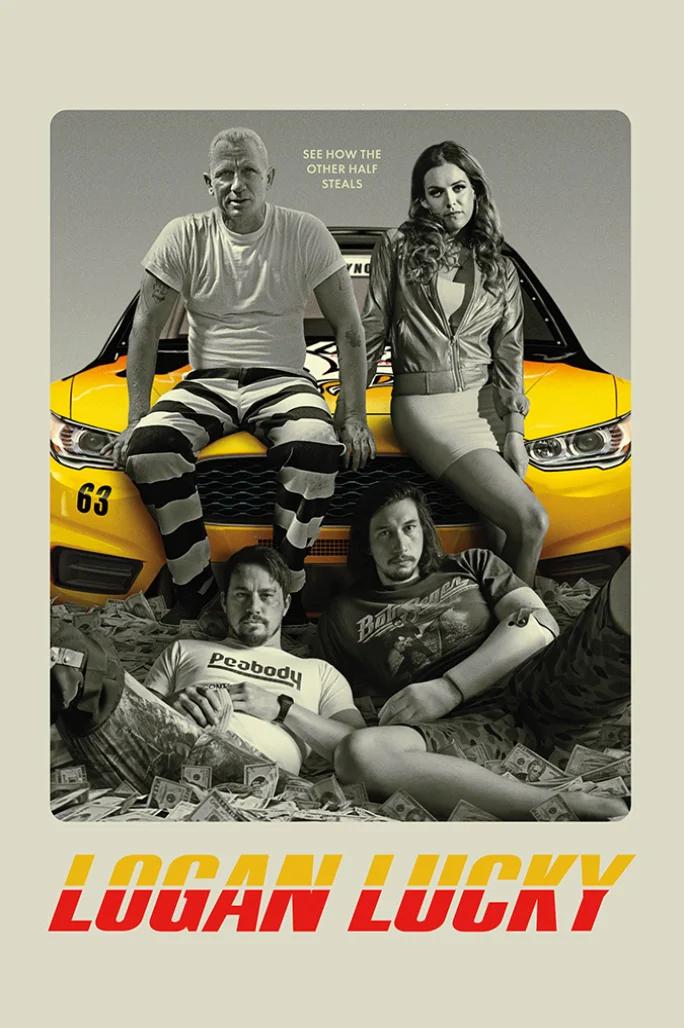 SEE HOW THE
OTHER HALF
STEALS
63
Peabody
LOGAN LUCKY